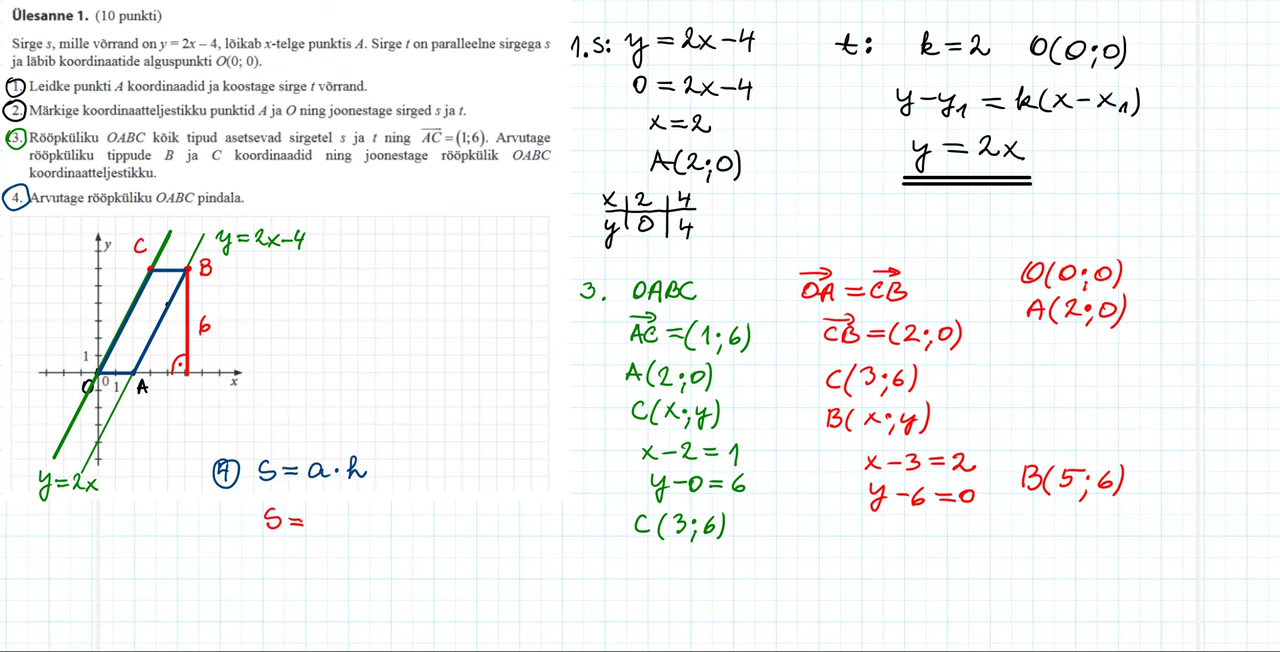 Ülesanne 1. (10 punkti)
Sirge s, mille võrrand on y = 2x – 4, lõikab x-telge punktis A. Sirge t on paralleelne sirgega s
ja läbib koordinaatide alguspunkti O(0; 0).
1. Leidke punkti A koordinaadid ja koostage sirge t võrrand.
2. Märkige koordinaatteljestikku punktid A ja O ning joonestage sirged s ja t.
3. Rööpküliku OABC kõik tipud asetsevad sirgetel s ja t ning AC = (1;6). Arvutage
rööpküliku tippude B ja C koordinaadid ning joonestage rööpkülik OABC
koordinaatteljestikku.
4. Arvutage rööpküliku OABC pindala.
y
C
y=2x-4
B
6
1
O
0
1
A
x
y=2x
4 S=a·h
S=
1. s: y=2x-4
0=2x-4
x=2
A(2;0)
x | 2 | 4
y | 0 | 4
t: k=2 O(0;0)
y-y₁=k(x-x₁)
y=2x
3. OABC
AC=(1;6)
A(2;0)
C(x;y)
x-2=1
y-0=6
C(3;6)
OA=CB
CB=(2;0)
C(3;6)
B(x;y)
x-3=2
y-6=0
O(0;0)
A(2;0)
B(5;6)